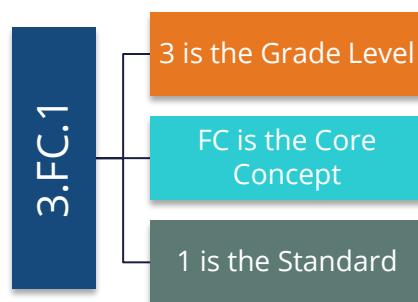 3.FC.1
3 is the Grade Level
FC is the Core
Concept
1 is the Standard